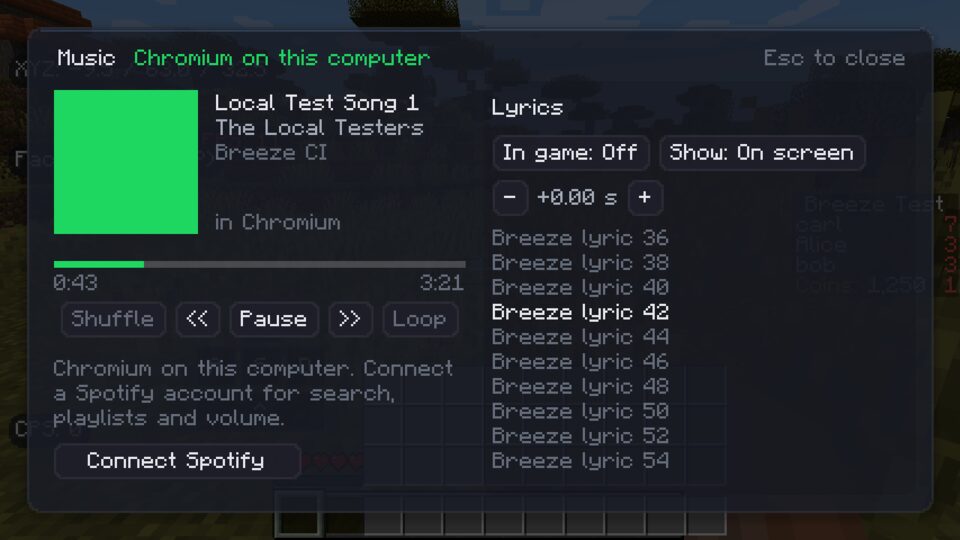 Music Chromium on this computer
Esc to close
Local Test Song 1
The Local Testers
Breeze CI
in Chromium
0:43
3:21
Shuffle
<<
Pause
>>
Loop
Chromium on this computer. Connect
a Spotify account for search,
playlists and volume.
Connect Spotify
Lyrics
In game: Off
Show: On screen
- +0.00 s +
Breeze lyric 36
Breeze lyric 38
Breeze lyric 40
Breeze lyric 42
Breeze lyric 44
Breeze lyric 46
Breeze lyric 48
Breeze lyric 50
Breeze lyric 52
Breeze lyric 54
Breeze Test
carl
Alice
bob
Coins: 1,250